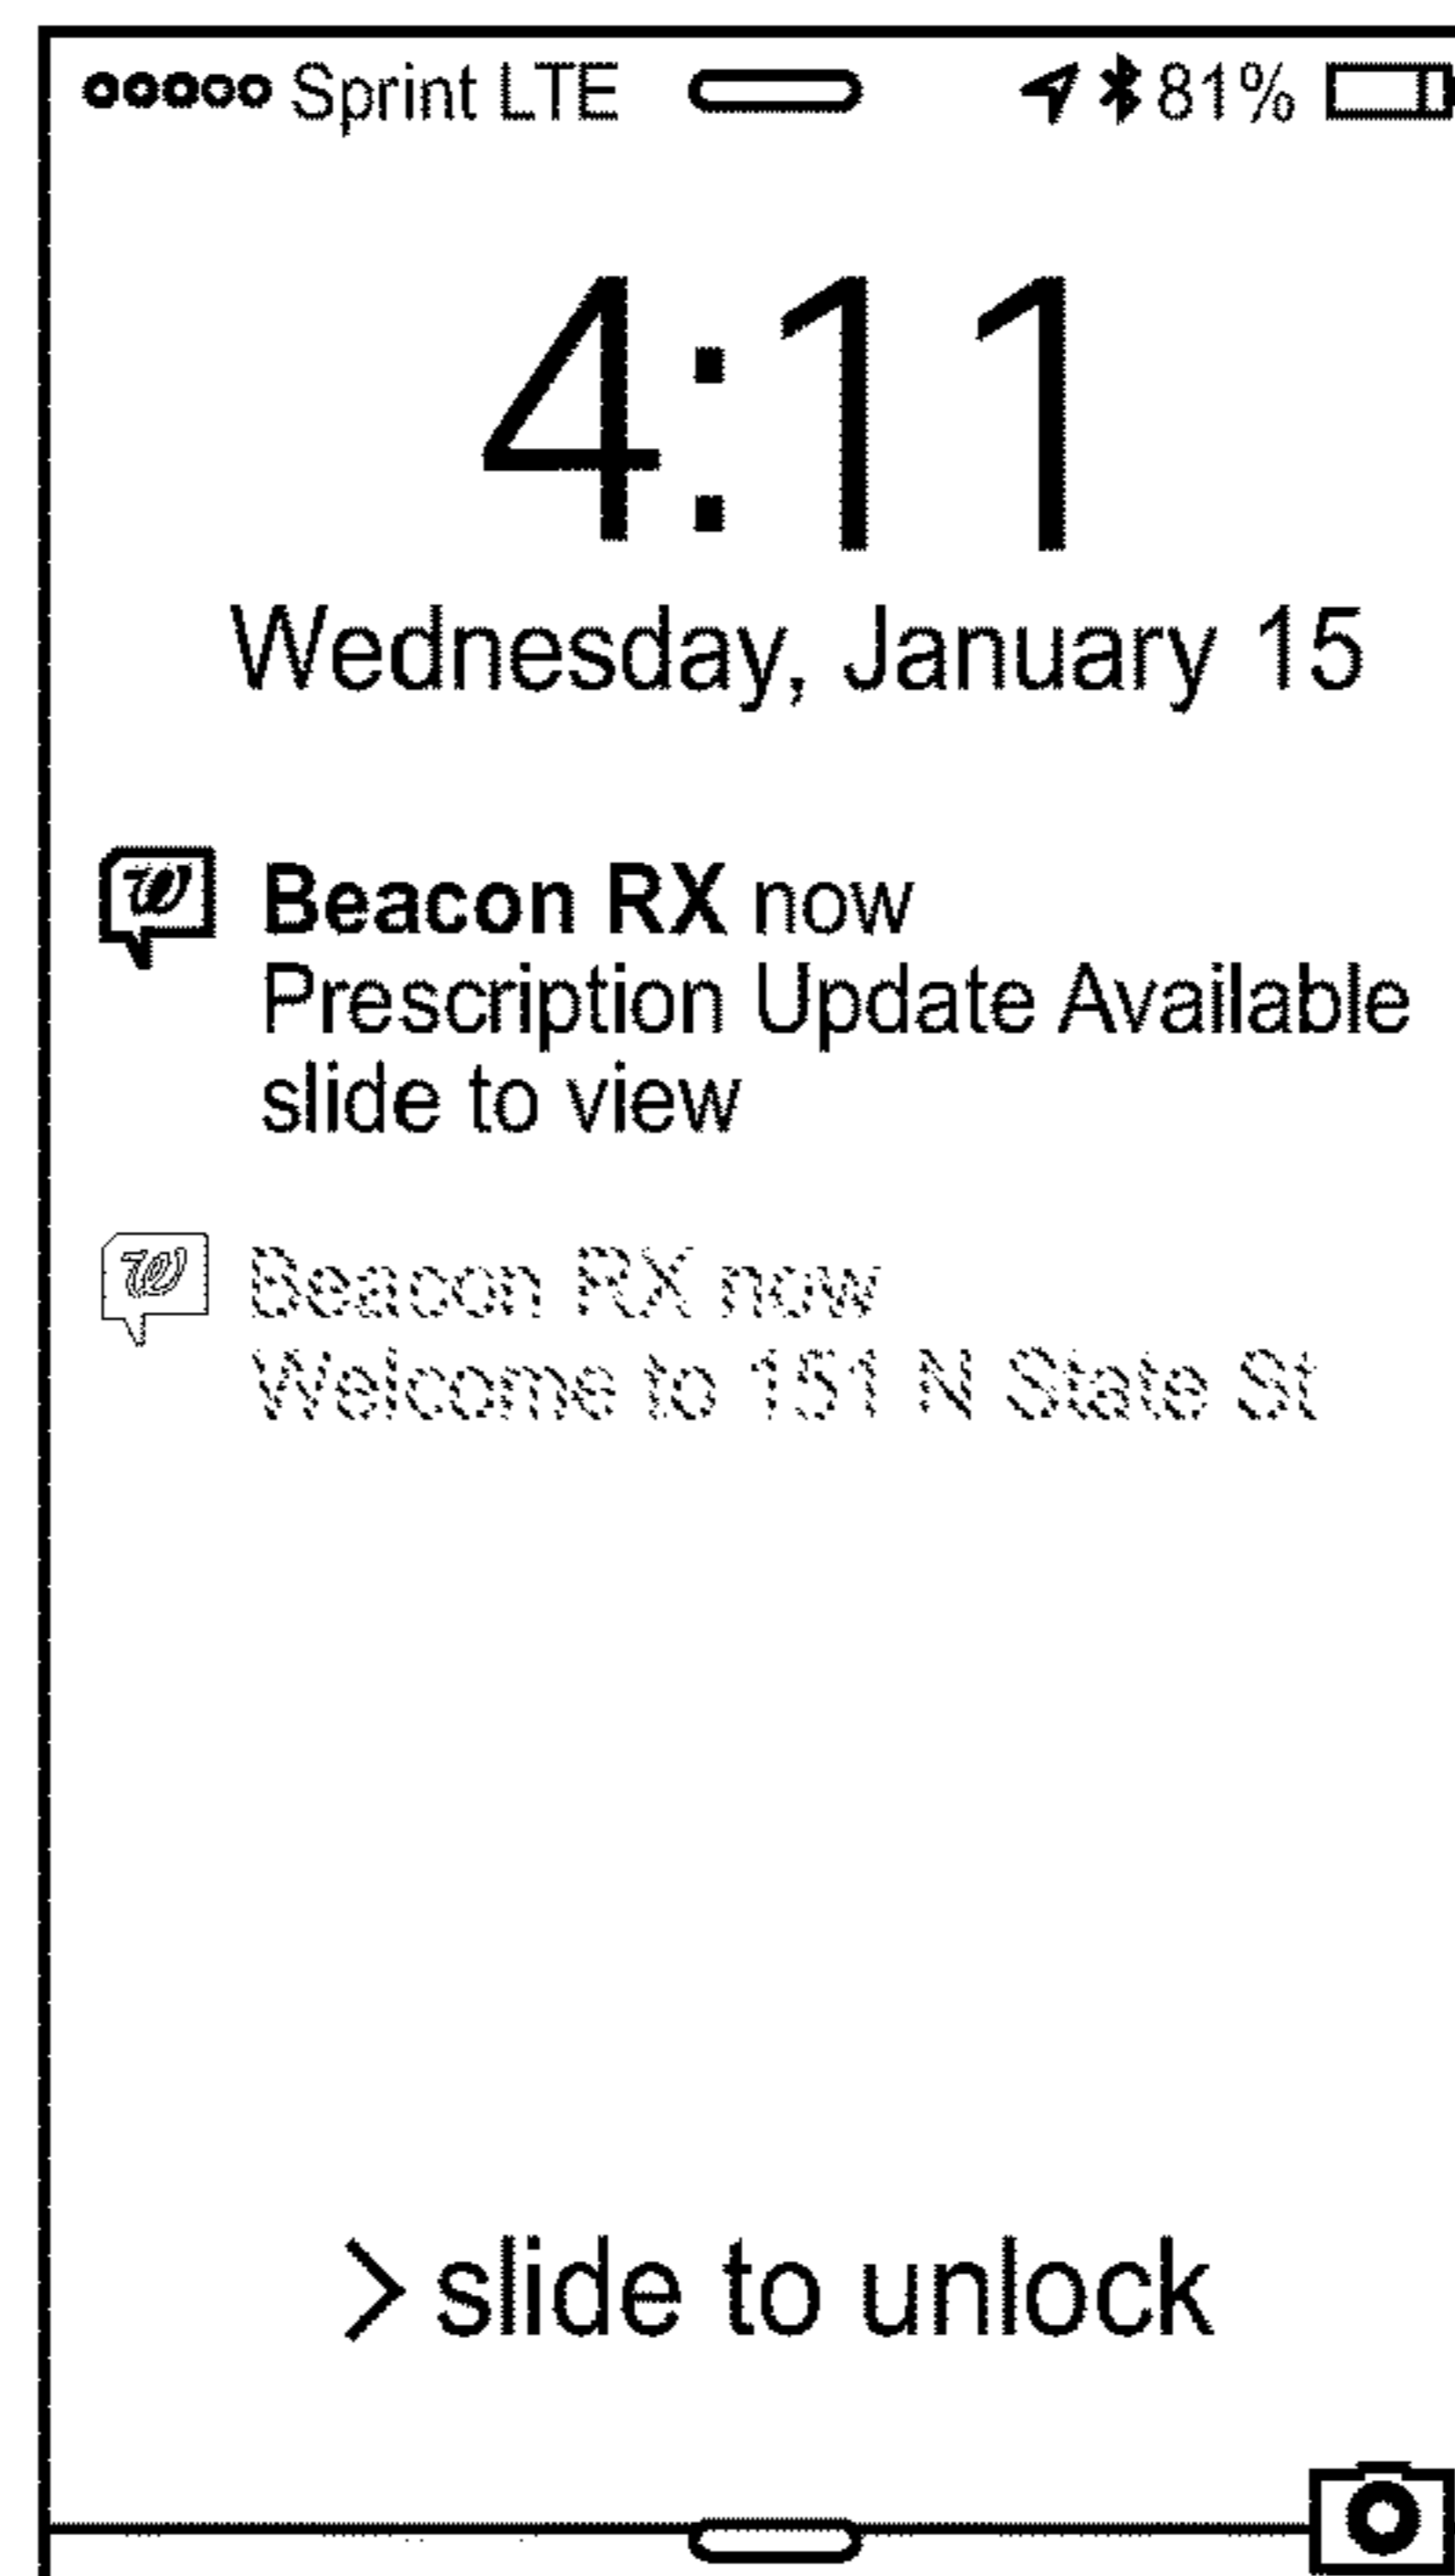 Sprint LTE 81%
4:11
Wednesday, January 15
w
Beacon RX now
Prescription Update Available
slide to view
w
Beacon RX now
Welcome to 151 N State St
> slide to unlock